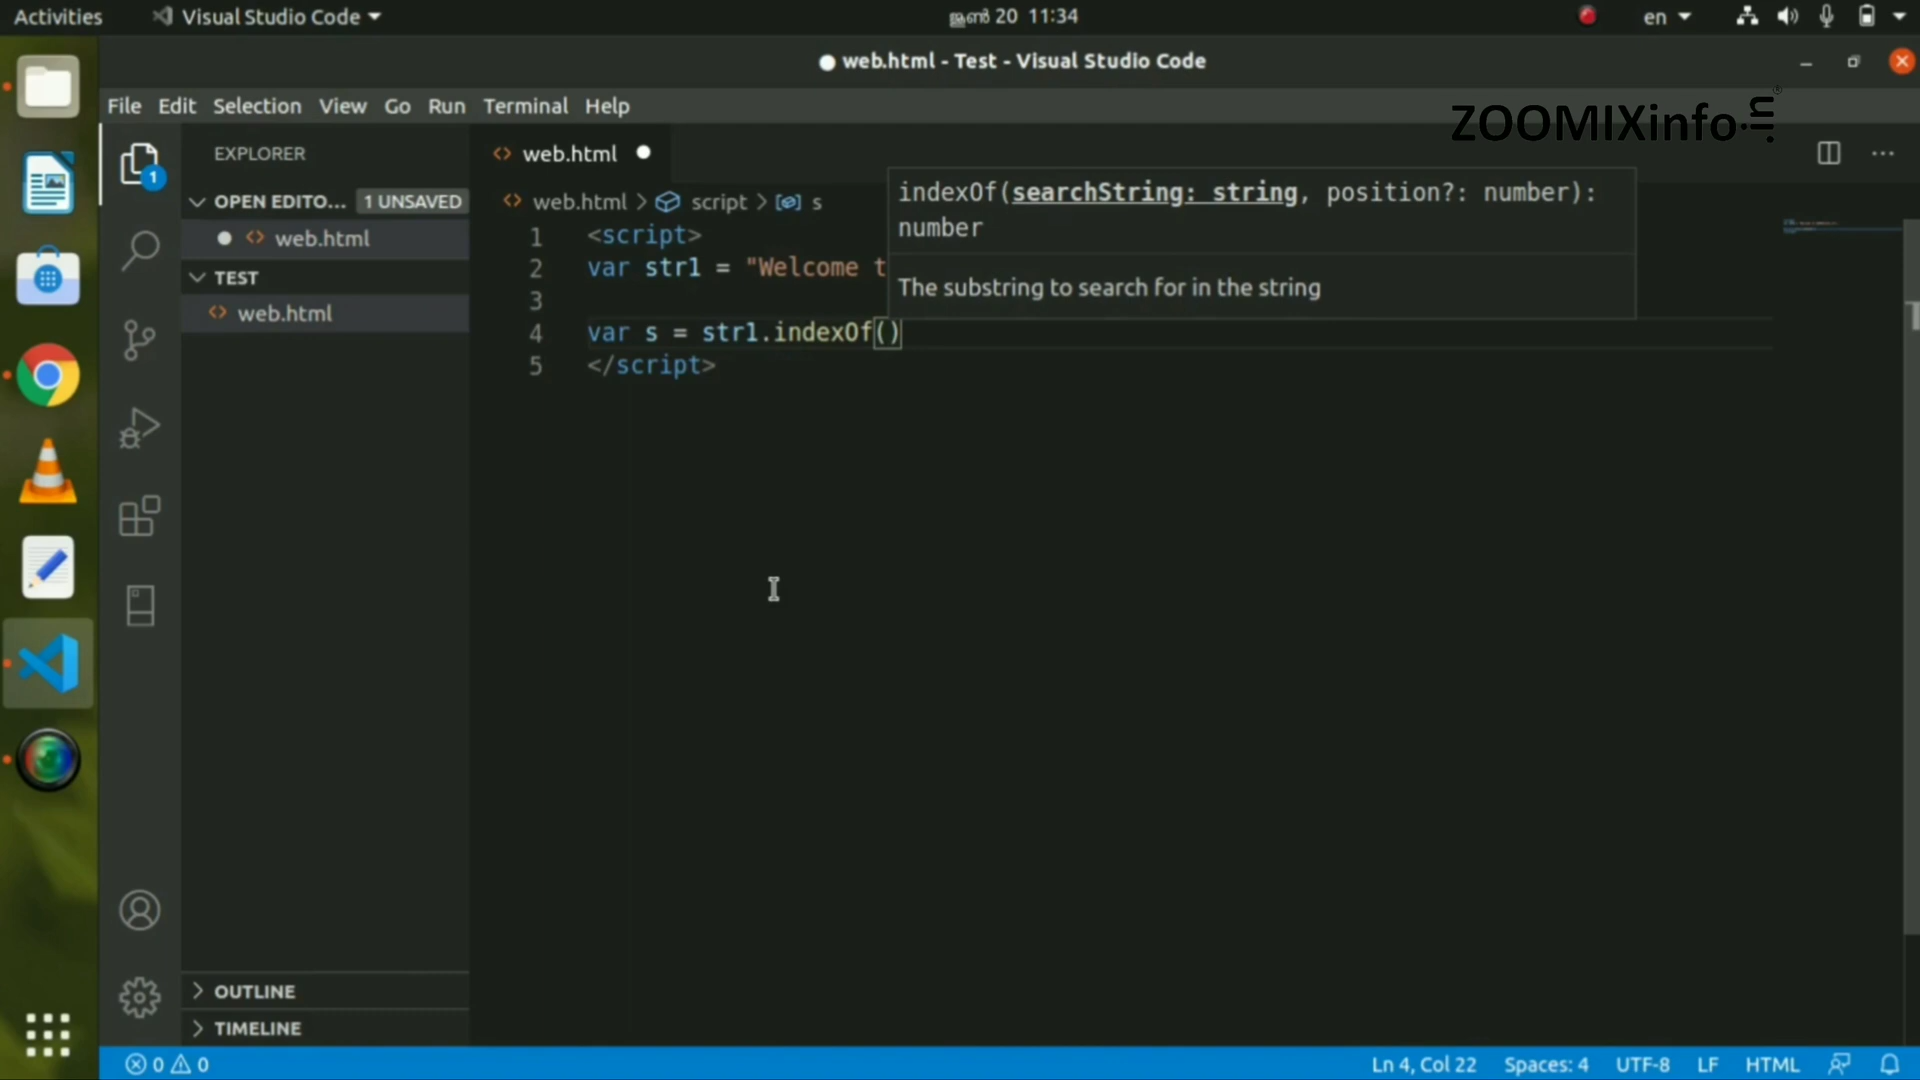 Activities
Visual Studio Code
ജൂൺ 20 11:34
en
web.html - Test - Visual Studio Code
File Edit Selection View Go Run Terminal Help
ZOOMIXinfo.in
EXPLORER
OPEN EDITO... 1 UNSAVED
web.html
TEST
web.html
OUTLINE
TIMELINE
web.html
web.html > script > s
indexOf(searchString: string, position?: number):
number
The substring to search for in the string
1 <script>
2 var str1 = "Welcome t
3
4 var s = str1.indexOf()
5 </script>
0 0
Ln 4, Col 22 Spaces: 4 UTF-8 LF HTML